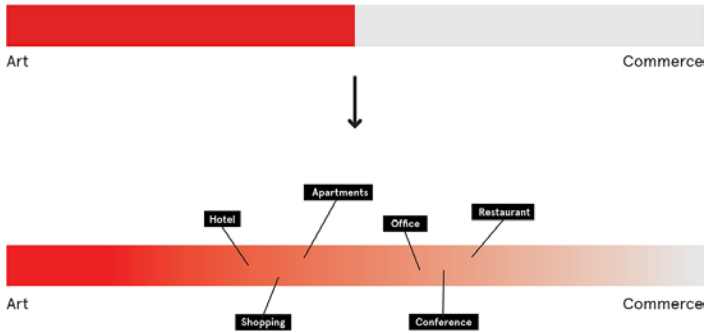 Art
Commerce
Apartments
Hotel
Restaurant
Office
Art
Commerce
Shopping
Conference